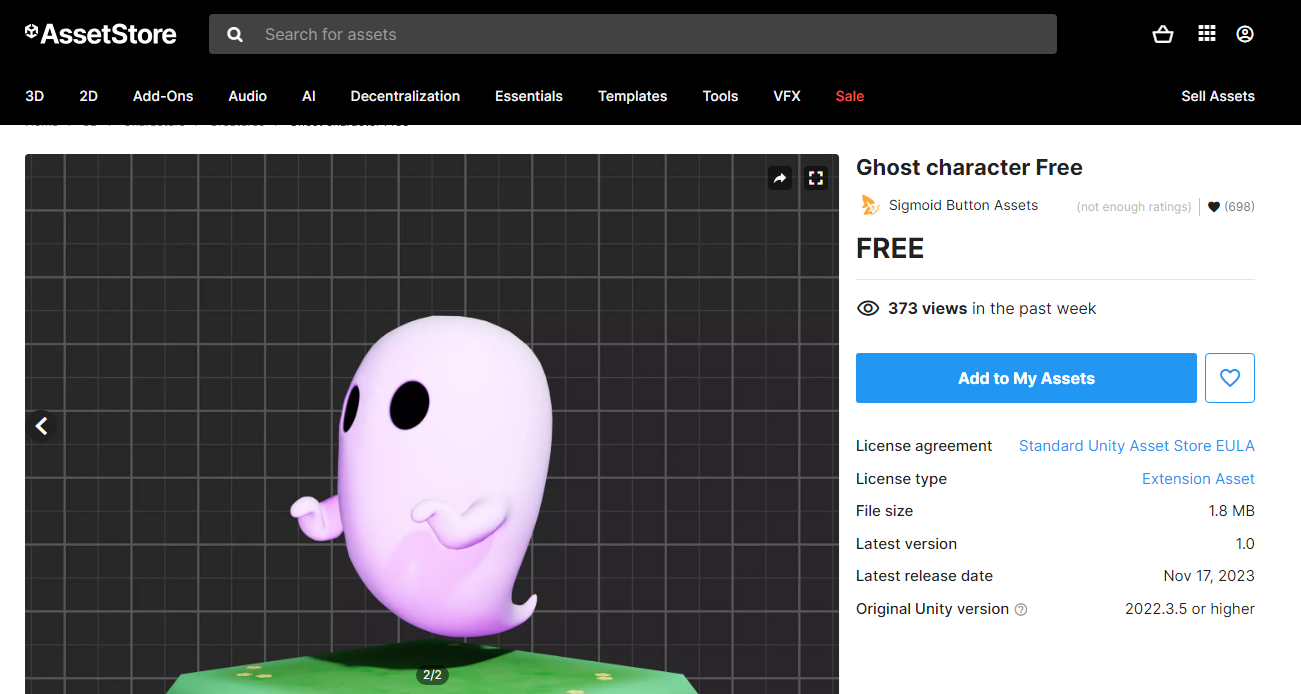 AssetStore
Search for assets
3D 2D Add-Ons Audio AI Decentralization Essentials Templates Tools VFX Sale Sell Assets
Ghost character Free
Sigmoid Button Assets (not enough ratings) (698)
FREE
373 views in the past week
Add to My Assets
License agreement Standard Unity Asset Store EULA
License type Extension Asset
File size 1.8 MB
Latest version 1.0
Latest release date Nov 17, 2023
Original Unity version ? 2022.3.5 or higher
2/2